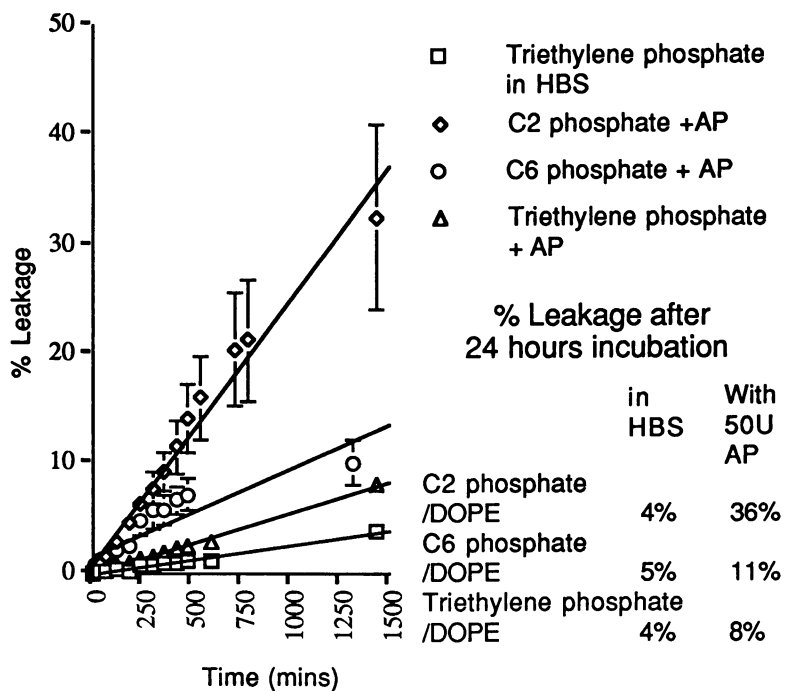 50
40
30
20
10
0
% Leakage
0
250
500
750
1000
1250
1500
Time (mins)
Triethylene phosphate
in HBS
C2 phosphate +AP
C6 phosphate + AP
Triethylene phosphate
+ AP
% Leakage after
24 hours incubation
in HBS
With 50U AP
C2 phosphate
/DOPE 4% 36%
C6 phosphate
/DOPE 5% 11%
Triethylene phosphate
/DOPE 4% 8%